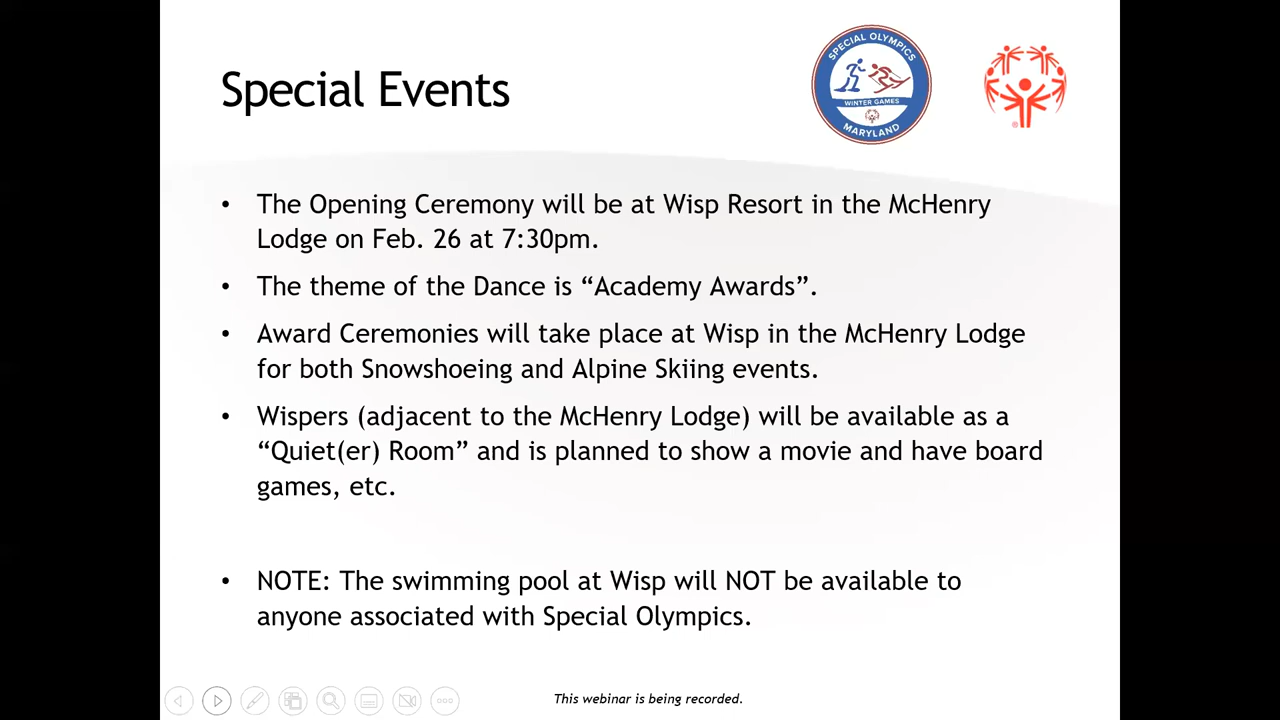 Special Events
SPECIAL OLYMPICS
WINTER GAMES
MARYLAND
• The Opening Ceremony will be at Wisp Resort in the McHenry
Lodge on Feb. 26 at 7:30pm.
• The theme of the Dance is “Academy Awards”.
• Award Ceremonies will take place at Wisp in the McHenry Lodge
for both Snowshoeing and Alpine Skiing events.
• Wispers (adjacent to the McHenry Lodge) will be available as a
“Quiet(er) Room” and is planned to show a movie and have board
games, etc.
• NOTE: The swimming pool at Wisp will NOT be available to
anyone associated with Special Olympics.
This webinar is being recorded.